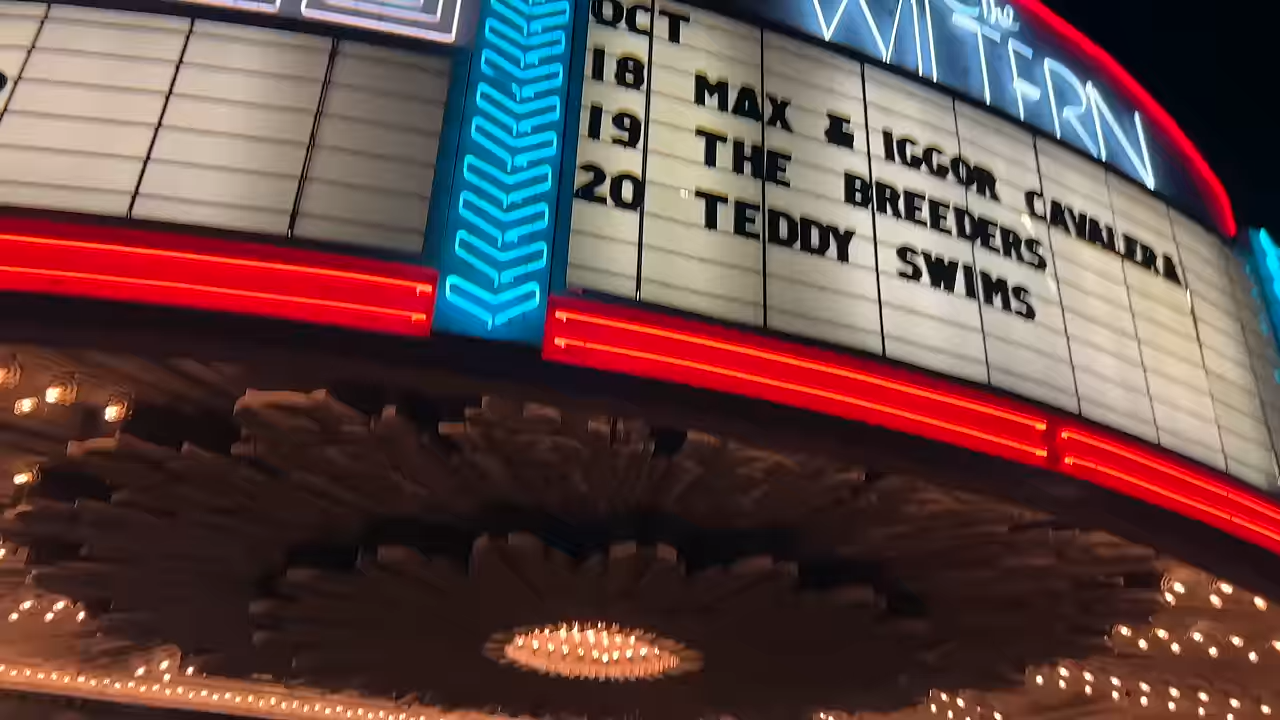 the
WILTERN
OCT
18 MAX & IGGOR CAVALERA
19 THE BREEDERS
20 TEDDY SWIMS